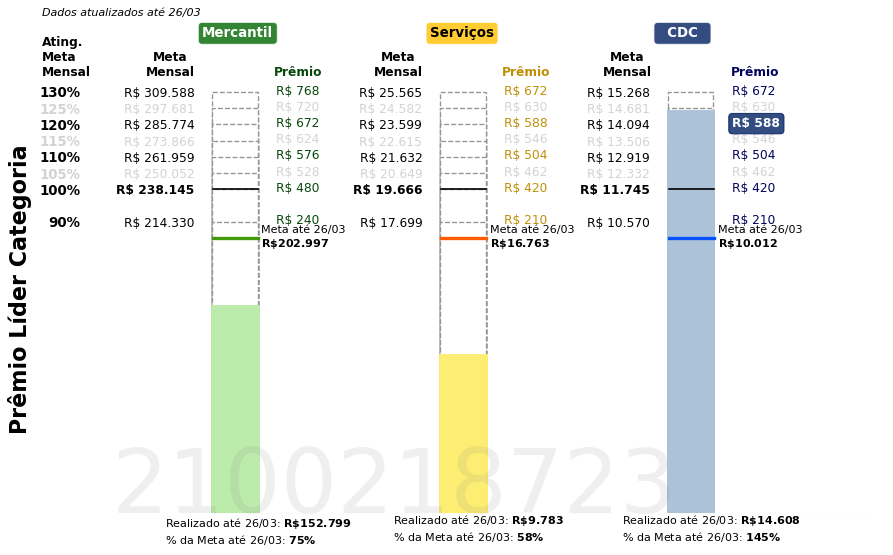 Dados atualizados até 26/03
Mercantil Serviços CDC
Ating. Meta Mensal
Meta Mensal Prêmio Meta Mensal Prêmio Meta Mensal Prêmio
130% R$ 309.588 R$ 768 R$ 25.565 R$ 672 R$ 15.268 R$ 672
125% R$ 297.681 R$ 720 R$ 24.582 R$ 630 R$ 14.681 R$ 630
120% R$ 285.774 R$ 672 R$ 23.599 R$ 588 R$ 14.094 R$ 588
115% R$ 273.866 R$ 624 R$ 22.615 R$ 546 R$ 13.506 R$ 546
110% R$ 261.959 R$ 576 R$ 21.632 R$ 504 R$ 12.919 R$ 504
105% R$ 250.052 R$ 528 R$ 20.649 R$ 462 R$ 12.332 R$ 462
100% R$ 238.145 R$ 480 R$ 19.666 R$ 420 R$ 11.745 R$ 420
90% R$ 214.330 R$ 240 R$ 17.699 R$ 210 R$ 10.570 R$ 210
Meta até 26/03 Meta até 26/03 Meta até 26/03
R$202.997 R$16.763 R$10.012
Prêmio Líder Categoria
2100218723
Realizado até 26/03: R$152.799 Realizado até 26/03: R$9.783 Realizado até 26/03: R$14.608
% da Meta até 26/03: 75% % da Meta até 26/03: 58% % da Meta até 26/03: 145%